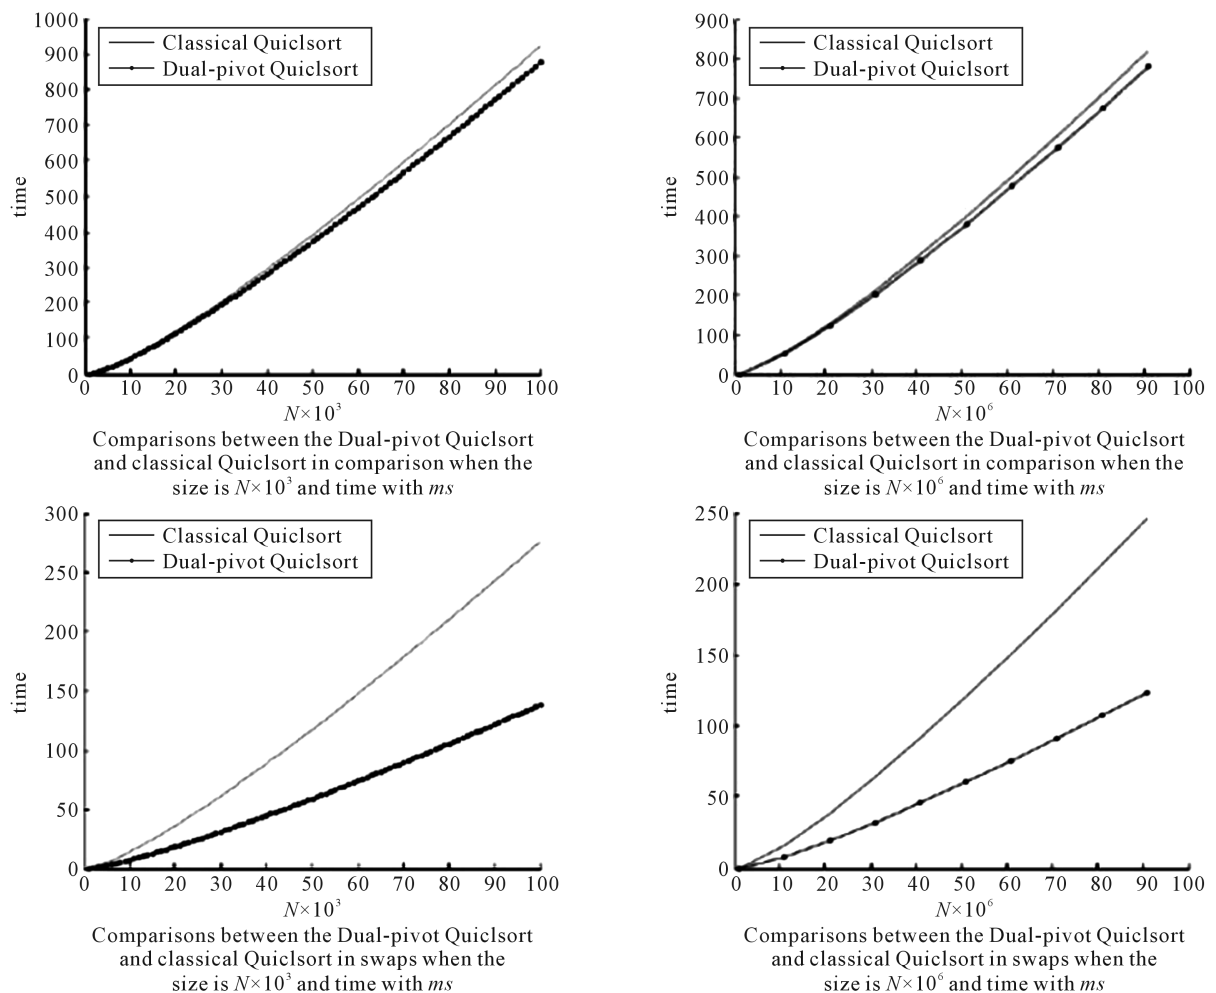 1000
900
800
700
600
500
400
300
200
100
0
time
Classical Quiclsort
Dual-pivot Quiclsort
0 10 20 30 40 50 60 70 80 90 100
N×10³
Comparisons between the Dual-pivot Quiclsort
and classical Quiclsort in comparison when the
size is N×10³ and time with ms
900
800
700
600
500
400
300
200
100
0
time
Classical Quiclsort
Dual-pivot Quiclsort
0 10 20 30 40 50 60 70 80 90 100
N×10⁶
Comparisons between the Dual-pivot Quiclsort
and classical Quiclsort in comparison when the
size is N×10⁶ and time with ms
300
250
200
150
100
50
0
time
Classical Quiclsort
Dual-pivot Quiclsort
0 10 20 30 40 50 60 70 80 90 100
N×10³
Comparisons between the Dual-pivot Quiclsort
and classical Quiclsort in swaps when the
size is N×10³ and time with ms
250
200
150
100
50
0
time
Classical Quiclsort
Dual-pivot Quiclsort
0 10 20 30 40 50 60 70 80 90 100
N×10⁶
Comparisons between the Dual-pivot Quiclsort
and classical Quiclsort in swaps when the
size is N×10⁶ and time with ms